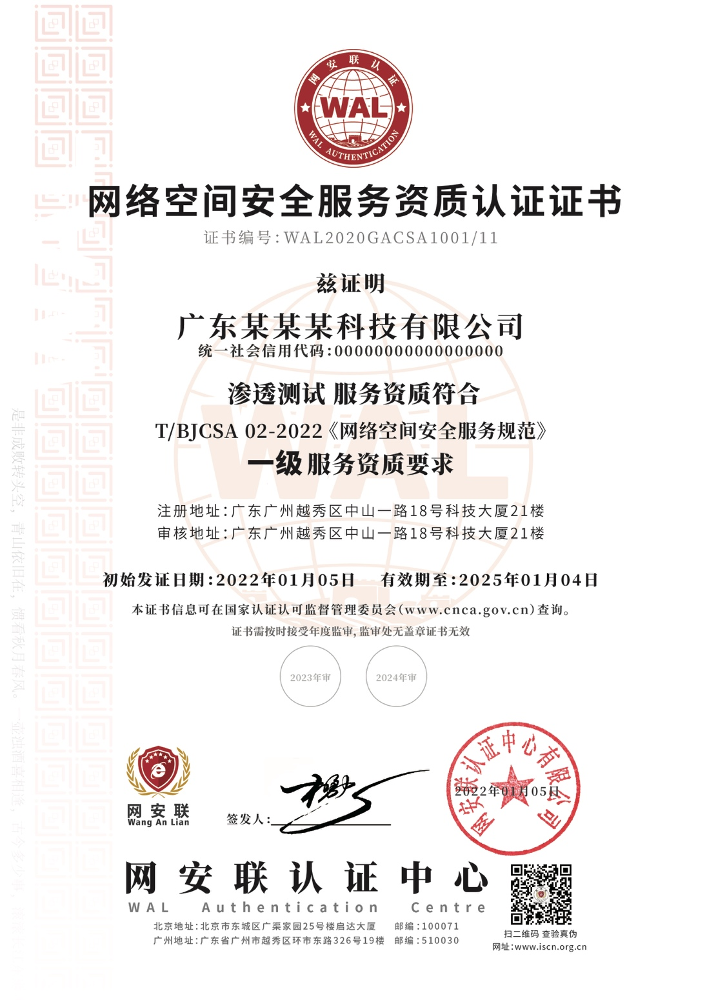 网安联认证
WAL
WAL AUTHENTICATION
网络空间安全服务资质认证证书
证书编号:WAL2020GACSA1001/11
兹证明
广东某某某科技有限公司
统一社会信用代码:00000000000000000
渗透测试 服务资质符合
T/BJCSA 02-2022《网络空间安全服务规范》
一级服务资质要求
注册地址:广东广州越秀区中山一路18号科技大厦21楼
审核地址:广东广州越秀区中山一路18号科技大厦21楼
初始发证日期:2022年01月05日 有效期至:2025年01月04日
本证书信息可在国家认证认可监督管理委员会(www.cnca.gov.cn)查询。
证书需按时接受年度监审,监审处无盖章证书无效
2023年审 2024年审
网安联
Wang An Lian
签发人:
网安联认证中心有限公司
2022年01月05日
网安联认证中心
WAL Authentication Centre
北京地址:北京市东城区广渠家园25号楼启达大厦 邮编:100071
广州地址:广东省广州市越秀区环市东路326号19楼 邮编:510030
扫二维码 查验真伪
网址:www.iscn.org.cn
是非成败转头空，青山依旧在，惯看秋月春风。一壶浊酒喜相逢，古今多少事，